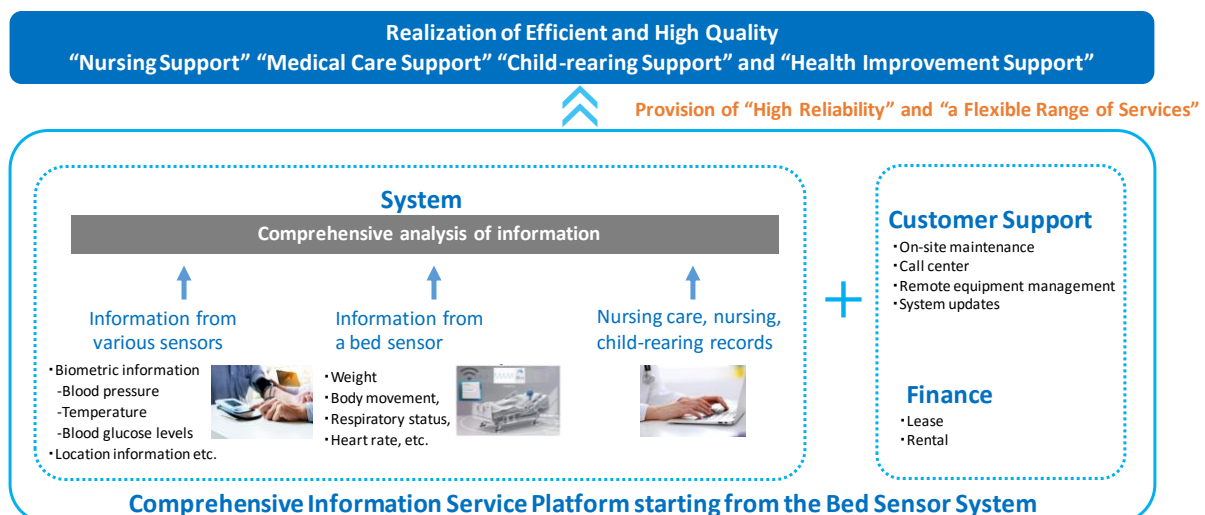 Realization of Efficient and High Quality
“Nursing Support” “Medical Care Support” “Child-rearing Support” and “Health Improvement Support”
Provision of “High Reliability” and “a Flexible Range of Services”
System
Comprehensive analysis of information
Information from
various sensors
・Biometric information
-Blood pressure
-Temperature
-Blood glucose levels
・Location information etc.
Information from
a bed sensor
・Weight
・Body movement,
・Respiratory status,
・Heart rate, etc.
Nursing care, nursing,
child-rearing records
+
Customer Support
・On-site maintenance
・Call center
・Remote equipment management
・System updates
Finance
・Lease
・Rental
Comprehensive Information Service Platform starting from the Bed Sensor System